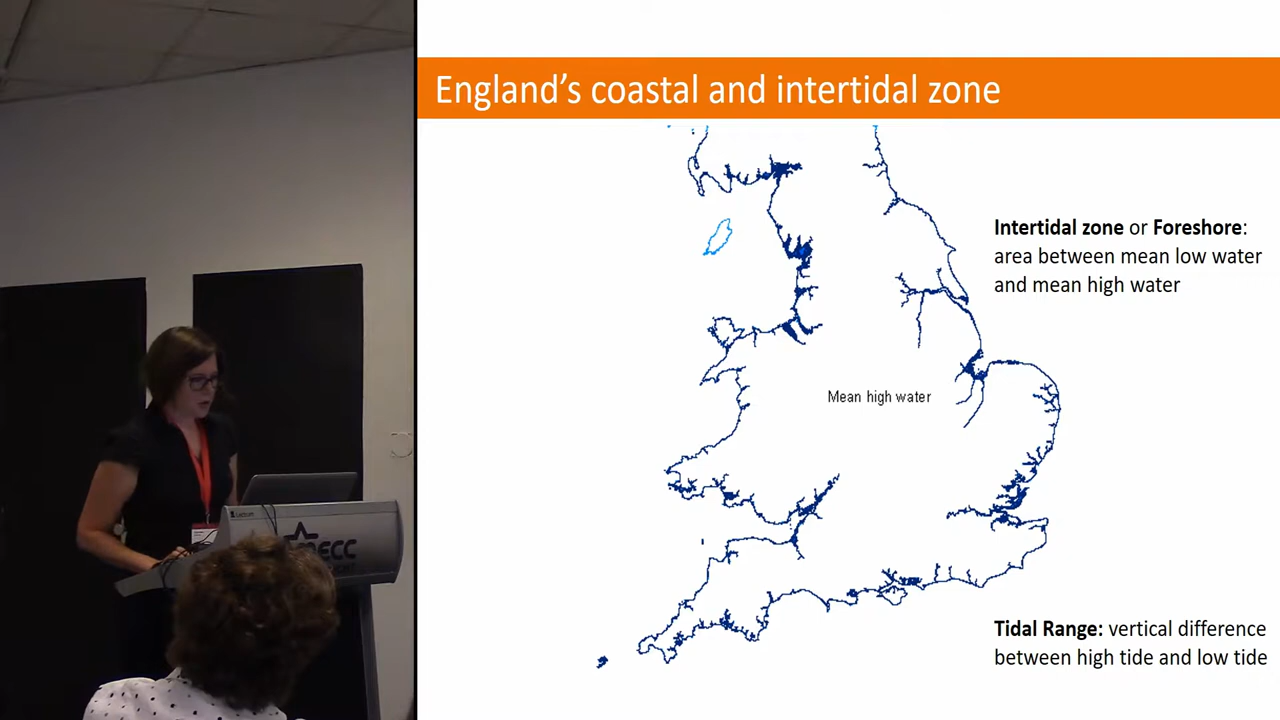 England's coastal and intertidal zone
Intertidal zone or Foreshore:
area between mean low water
and mean high water
Mean high water
Tidal Range: vertical difference
between high tide and low tide